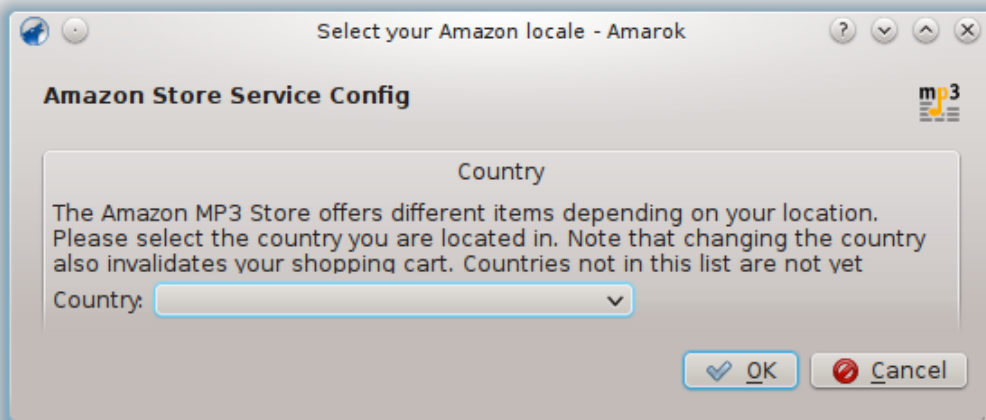 Select your Amazon locale - Amarok
Amazon Store Service Config
mp3
Country
The Amazon MP3 Store offers different items depending on your location.
Please select the country you are located in. Note that changing the country
also invalidates your shopping cart. Countries not in this list are not yet
Country:
OK
Cancel